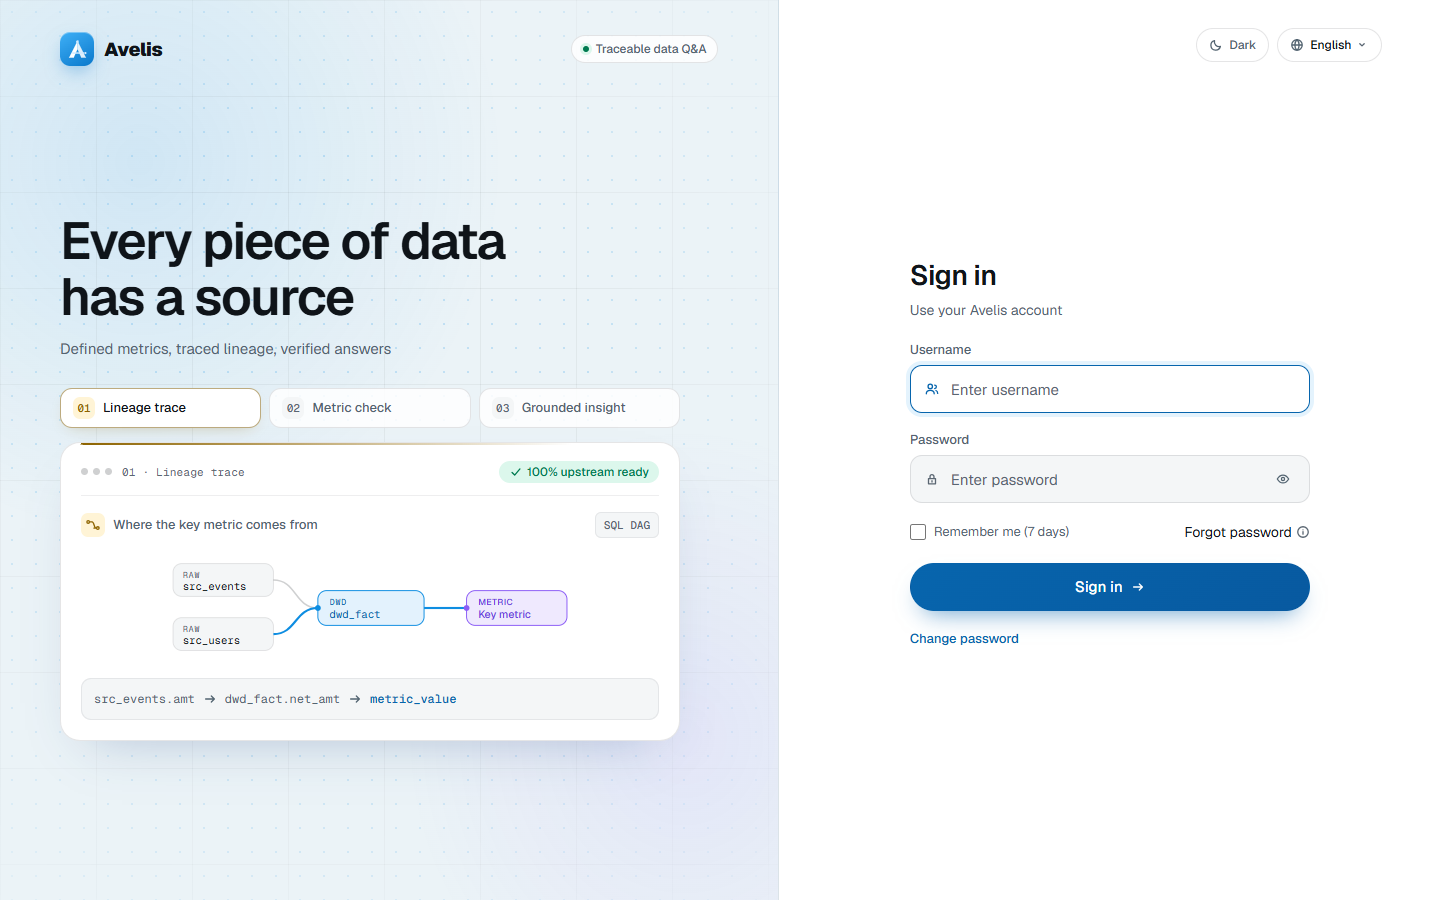 Avelis
Traceable data Q&A
Every piece of data
has a source
Defined metrics, traced lineage, verified answers
01 Lineage trace
02 Metric check
03 Grounded insight
01 · Lineage trace
100% upstream ready
Where the key metric comes from
SQL DAG
RAW
src_events
RAW
src_users
DWD
dwd_fact
METRIC
Key metric
src_events.amt → dwd_fact.net_amt → metric_value
Dark
English
Sign in
Use your Avelis account
Username
Enter username
Password
Enter password
Remember me (7 days)
Forgot password
Sign in →
Change password